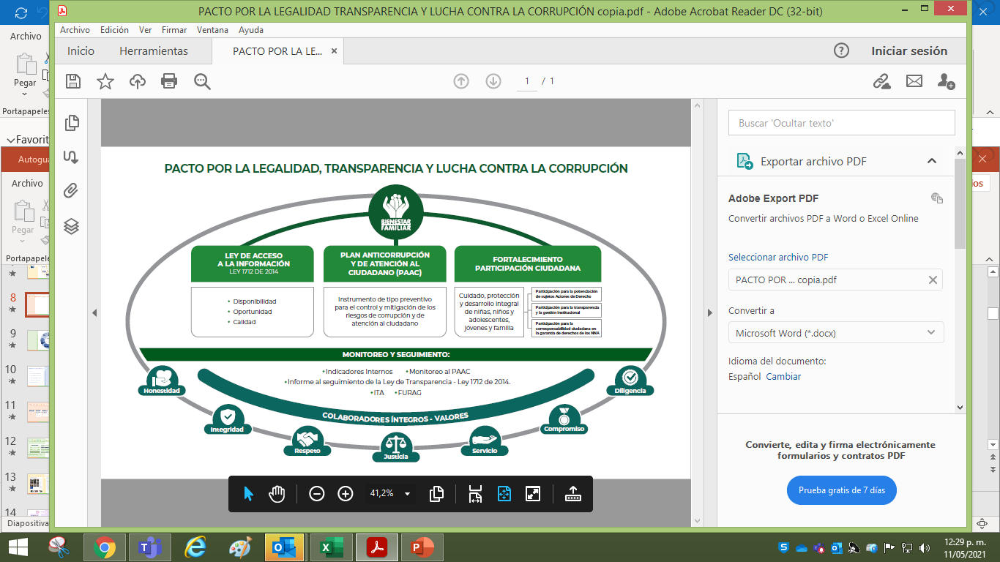 PACTO POR LA LEGALIDAD TRANSPARENCIA Y LUCHA CONTRA LA CORRUPCIÓN copia.pdf - Adobe Acrobat Reader DC (32-bit)
Archivo
Pegar
Portapapeles
Favorit
Autogua
Archivo
Pegar
Portapape
8
9
10
11
12
13
14
Diapositiva
ios
Archivo Edición Ver Firmar Ventana Ayuda
Inicio Herramientas PACTO POR LA LE... Iniciar sesión
1 / 1
PACTO POR LA LEGALIDAD, TRANSPARENCIA Y LUCHA CONTRA LA CORRUPCIÓN
BIENESTAR
FAMILIAR
LEY DE ACCESO
A LA INFORMACIÓN
LEY 1712 DE 2014
• Disponibilidad
• Oportunidad
• Calidad
PLAN ANTICORRUPCIÓN
Y DE ATENCIÓN AL
CIUDADANO (PAAC)
Instrumento de tipo preventivo
para el control y mitigación de los
riesgos de corrupción y de
atención al ciudadano
FORTALECIMIENTO
PARTICIPACIÓN CIUDADANA
Cuidado, protección
y desarrollo integral
de niñas, niños y
adolescentes,
jóvenes y familia
Participación para la potenciación
de sujetos Actores de Derecho
Participación para la transparencia
y la gestión institucional
Participación para la
corresponsabilidad ciudadana en
la garantía de derechos de los NNA
MONITOREO Y SEGUIMIENTO:
•Indicadores Internos •Monitoreo al PAAC
•Informe al seguimiento de la Ley de Transparencia - Ley 1712 de 2014.
•ITA •FURAG
COLABORADORES ÍNTEGROS - VALORES
Honestidad
Integridad
Respeto
Justicia
Servicio
Compromiso
Diligencia
41,2%
Buscar 'Ocultar texto'
Exportar archivo PDF
Adobe Export PDF
Convertir archivos PDF a Word o Excel Online
Seleccionar archivo PDF
PACTO POR ... copia.pdf
Convertir a
Microsoft Word (*.docx)
Idioma del documento:
Español Cambiar
Convierte, edita y firma electrónicamente
formularios y contratos PDF
Prueba gratis de 7 días
12:29 p. m.
11/05/2021